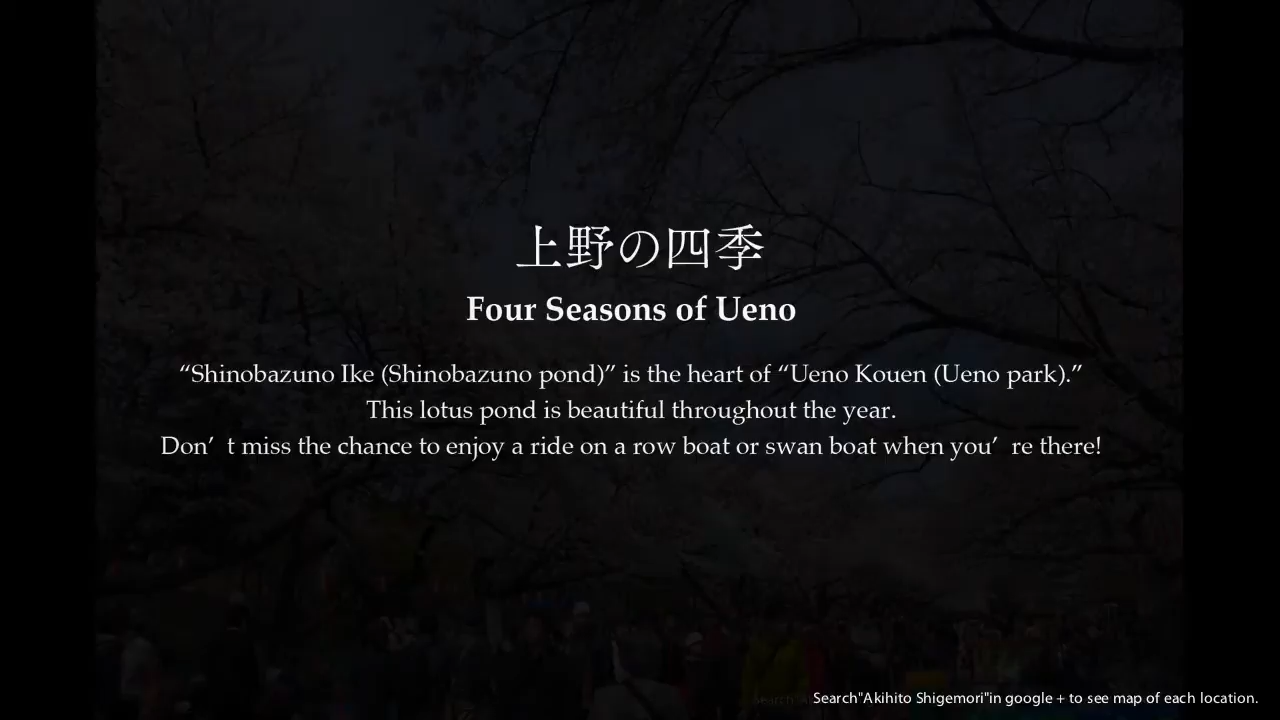 上野の四季
Four Seasons of Ueno
“Shinobazuno Ike (Shinobazuno pond)” is the heart of “Ueno Kouen (Ueno park).”
This lotus pond is beautiful throughout the year.
Don’t miss the chance to enjoy a ride on a row boat or swan boat when you’re there!
Search"Akihito Shigemori"in google + to see map of each location.